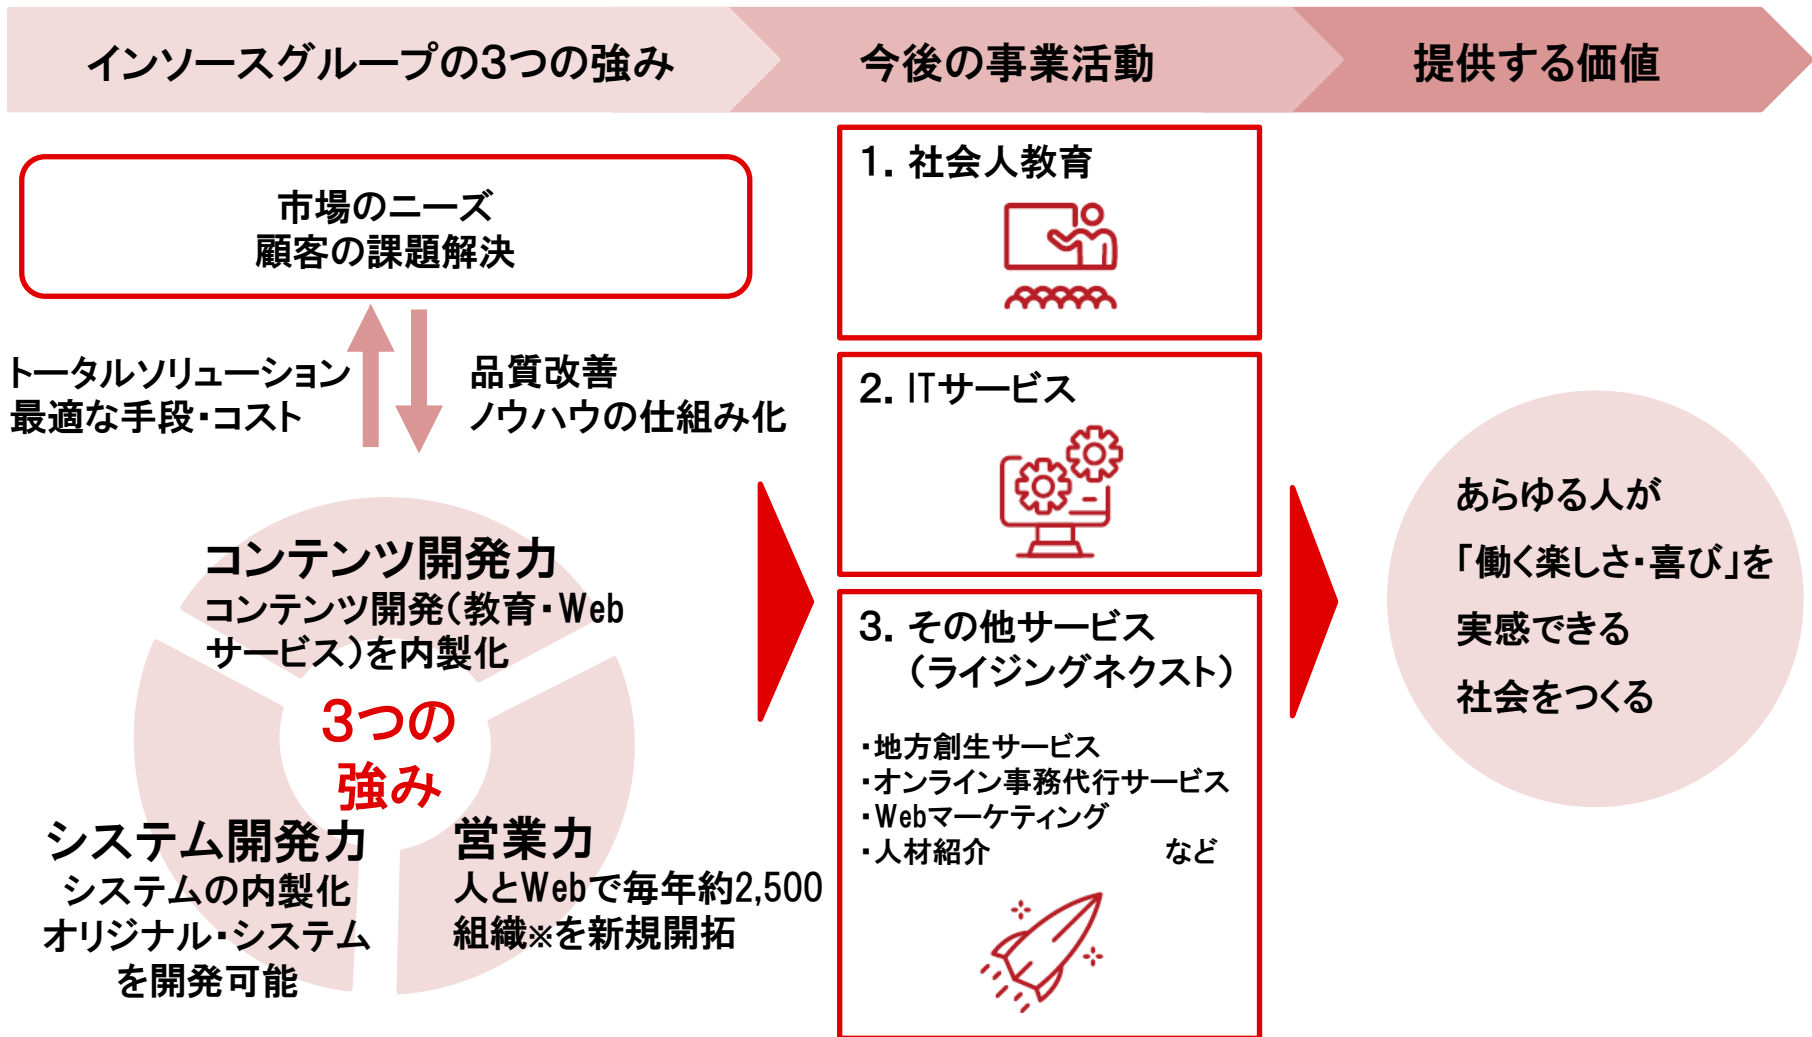 インソースグループの3つの強み
今後の事業活動
提供する価値
市場のニーズ
顧客の課題解決
トータルソリューション
最適な手段・コスト
品質改善
ノウハウの仕組み化
コンテンツ開発力
コンテンツ開発(教育・Web
サービス)を内製化
3つの
強み
システム開発力
システムの内製化
オリジナル・システム
を開発可能
営業力
人とWebで毎年約2,500
組織※を新規開拓
1. 社会人教育
2. ITサービス
3. その他サービス
(ライジングネクスト)
・地方創生サービス
・オンライン事務代行サービス
・Webマーケティング
・人材紹介 など
あらゆる人が
「働く楽しさ・喜び」を
実感できる
社会をつくる